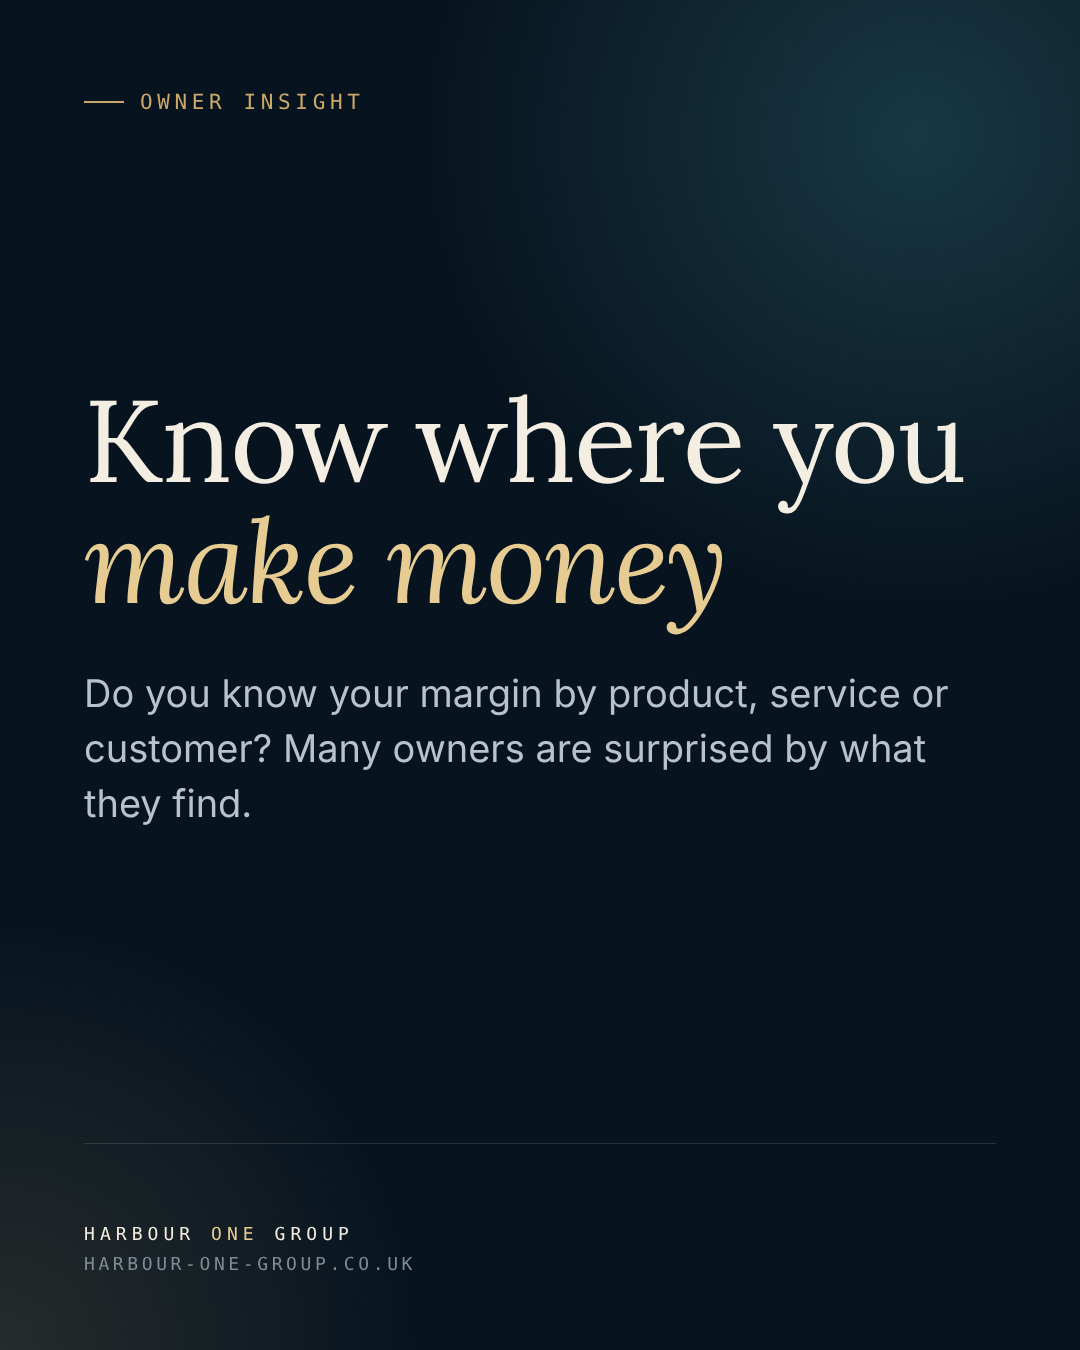 OWNER INSIGHT
Know where you
make money
Do you know your margin by product, service or
customer? Many owners are surprised by what
they find.
HARBOUR ONE GROUP
HARBOUR-ONE-GROUP.CO.UK